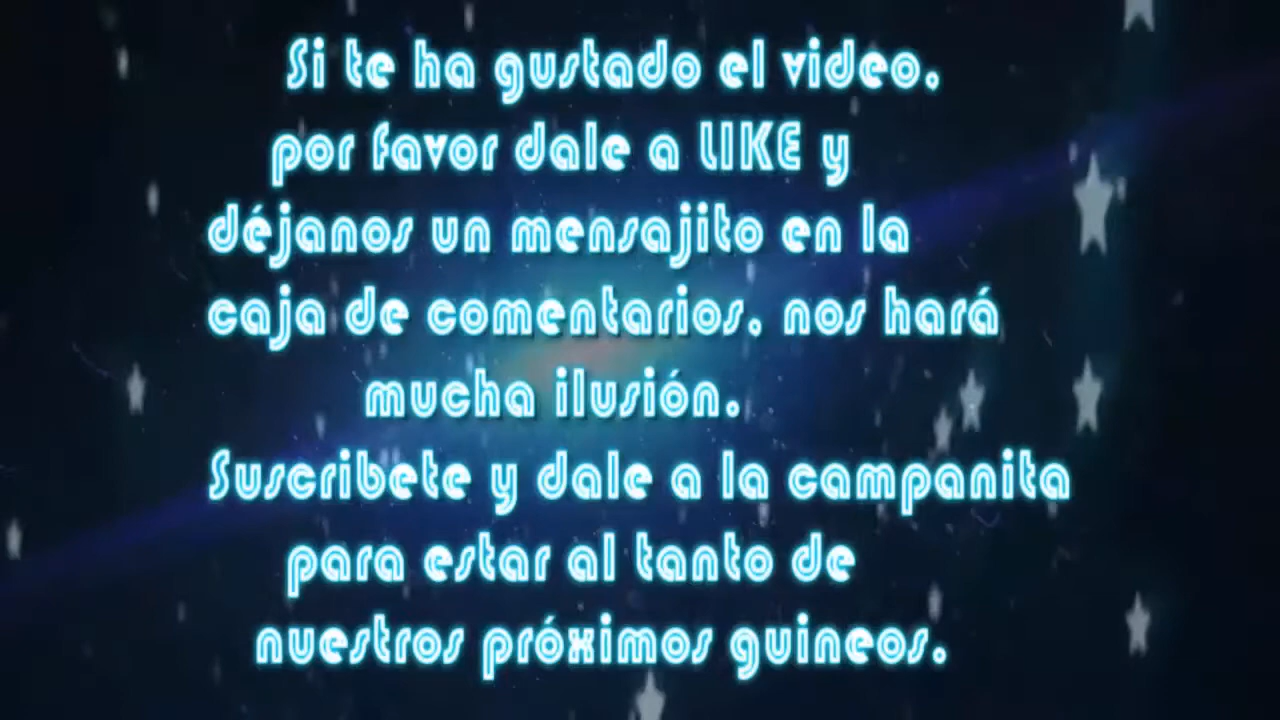 Si te ha gustado el video,
por favor dale a LIKE y
déjanos un mensajito en la
caja de comentarios, nos hará
mucha ilusión.
Suscribete y dale a la campanita
para estar al tanto de
nuestros próximos guineos.